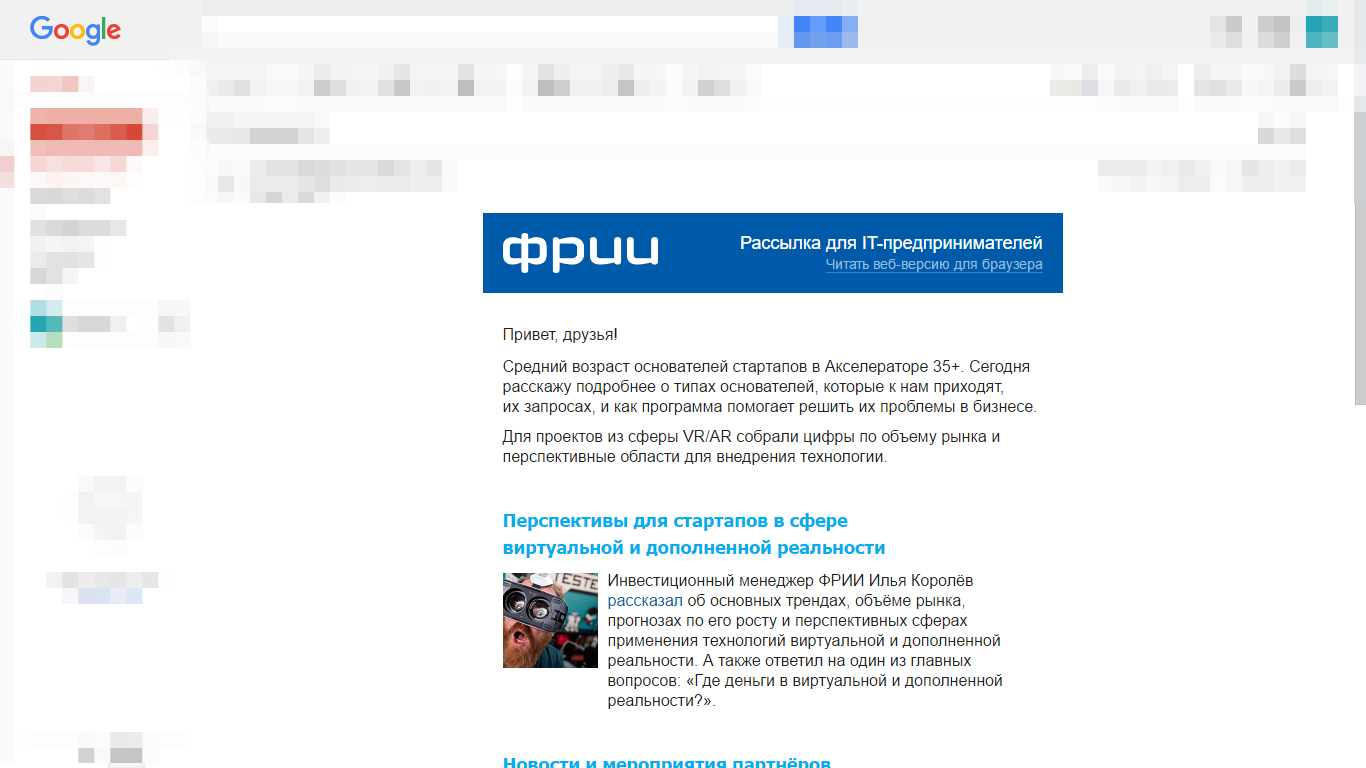 Google
фрии
Рассылка для IT-предпринимателей
Читать веб-версию для браузера
Привет, друзья!
Средний возраст основателей стартапов в Акселераторе 35+. Сегодня
расскажу подробнее о типах основателей, которые к нам приходят,
их запросах, и как программа помогает решить их проблемы в бизнесе.
Для проектов из сферы VR/AR собрали цифры по объему рынка и
перспективные области для внедрения технологии.
Перспективы для стартапов в сфере
виртуальной и дополненной реальности
TESTE
Инвестиционный менеджер ФРИИ Илья Королёв
рассказал об основных трендах, объёме рынка,
прогнозах по его росту и перспективных сферах
применения технологий виртуальной и дополненной
реальности. А также ответил на один из главных
вопросов: «Где деньги в виртуальной и дополненной
реальности?».
Новости и мероприятия партнёров